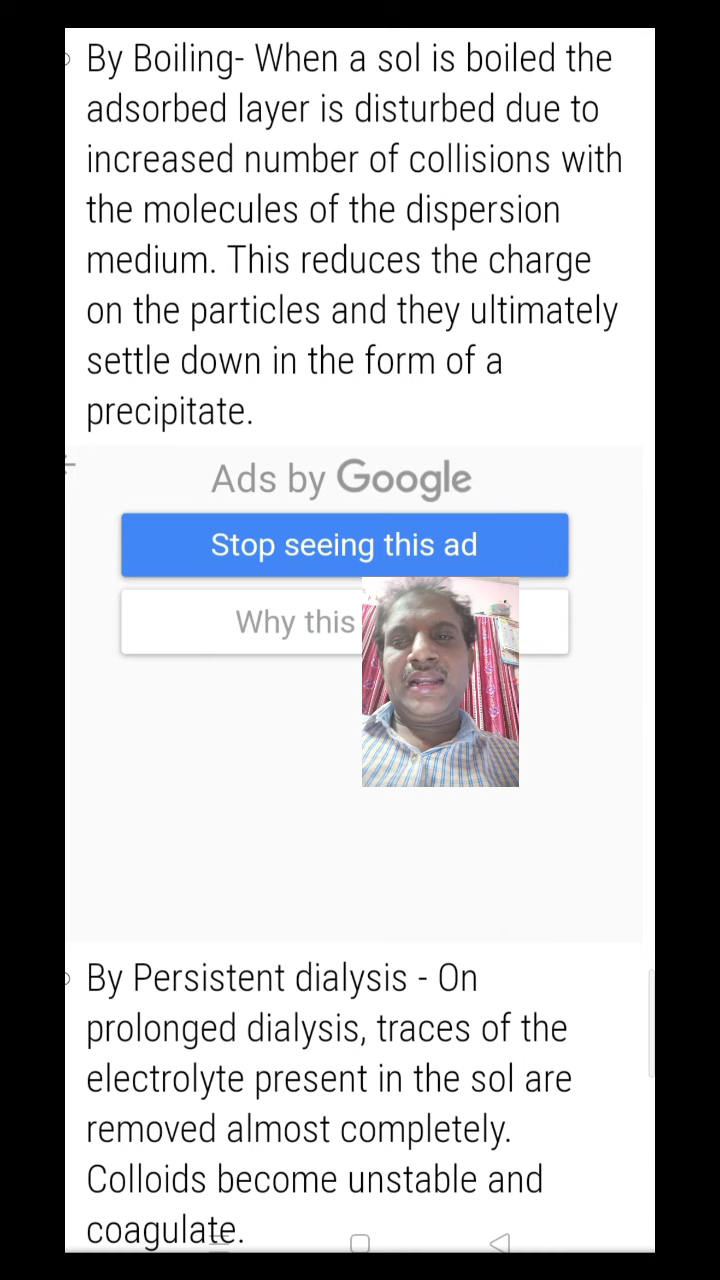 By Boiling- When a sol is boiled the
adsorbed layer is disturbed due to
increased number of collisions with
the molecules of the dispersion
medium. This reduces the charge
on the particles and they ultimately
settle down in the form of a
precipitate.
Ads by Google
Stop seeing this ad
Why this
By Persistent dialysis - On
prolonged dialysis, traces of the
electrolyte present in the sol are
removed almost completely.
Colloids become unstable and
coagulate.